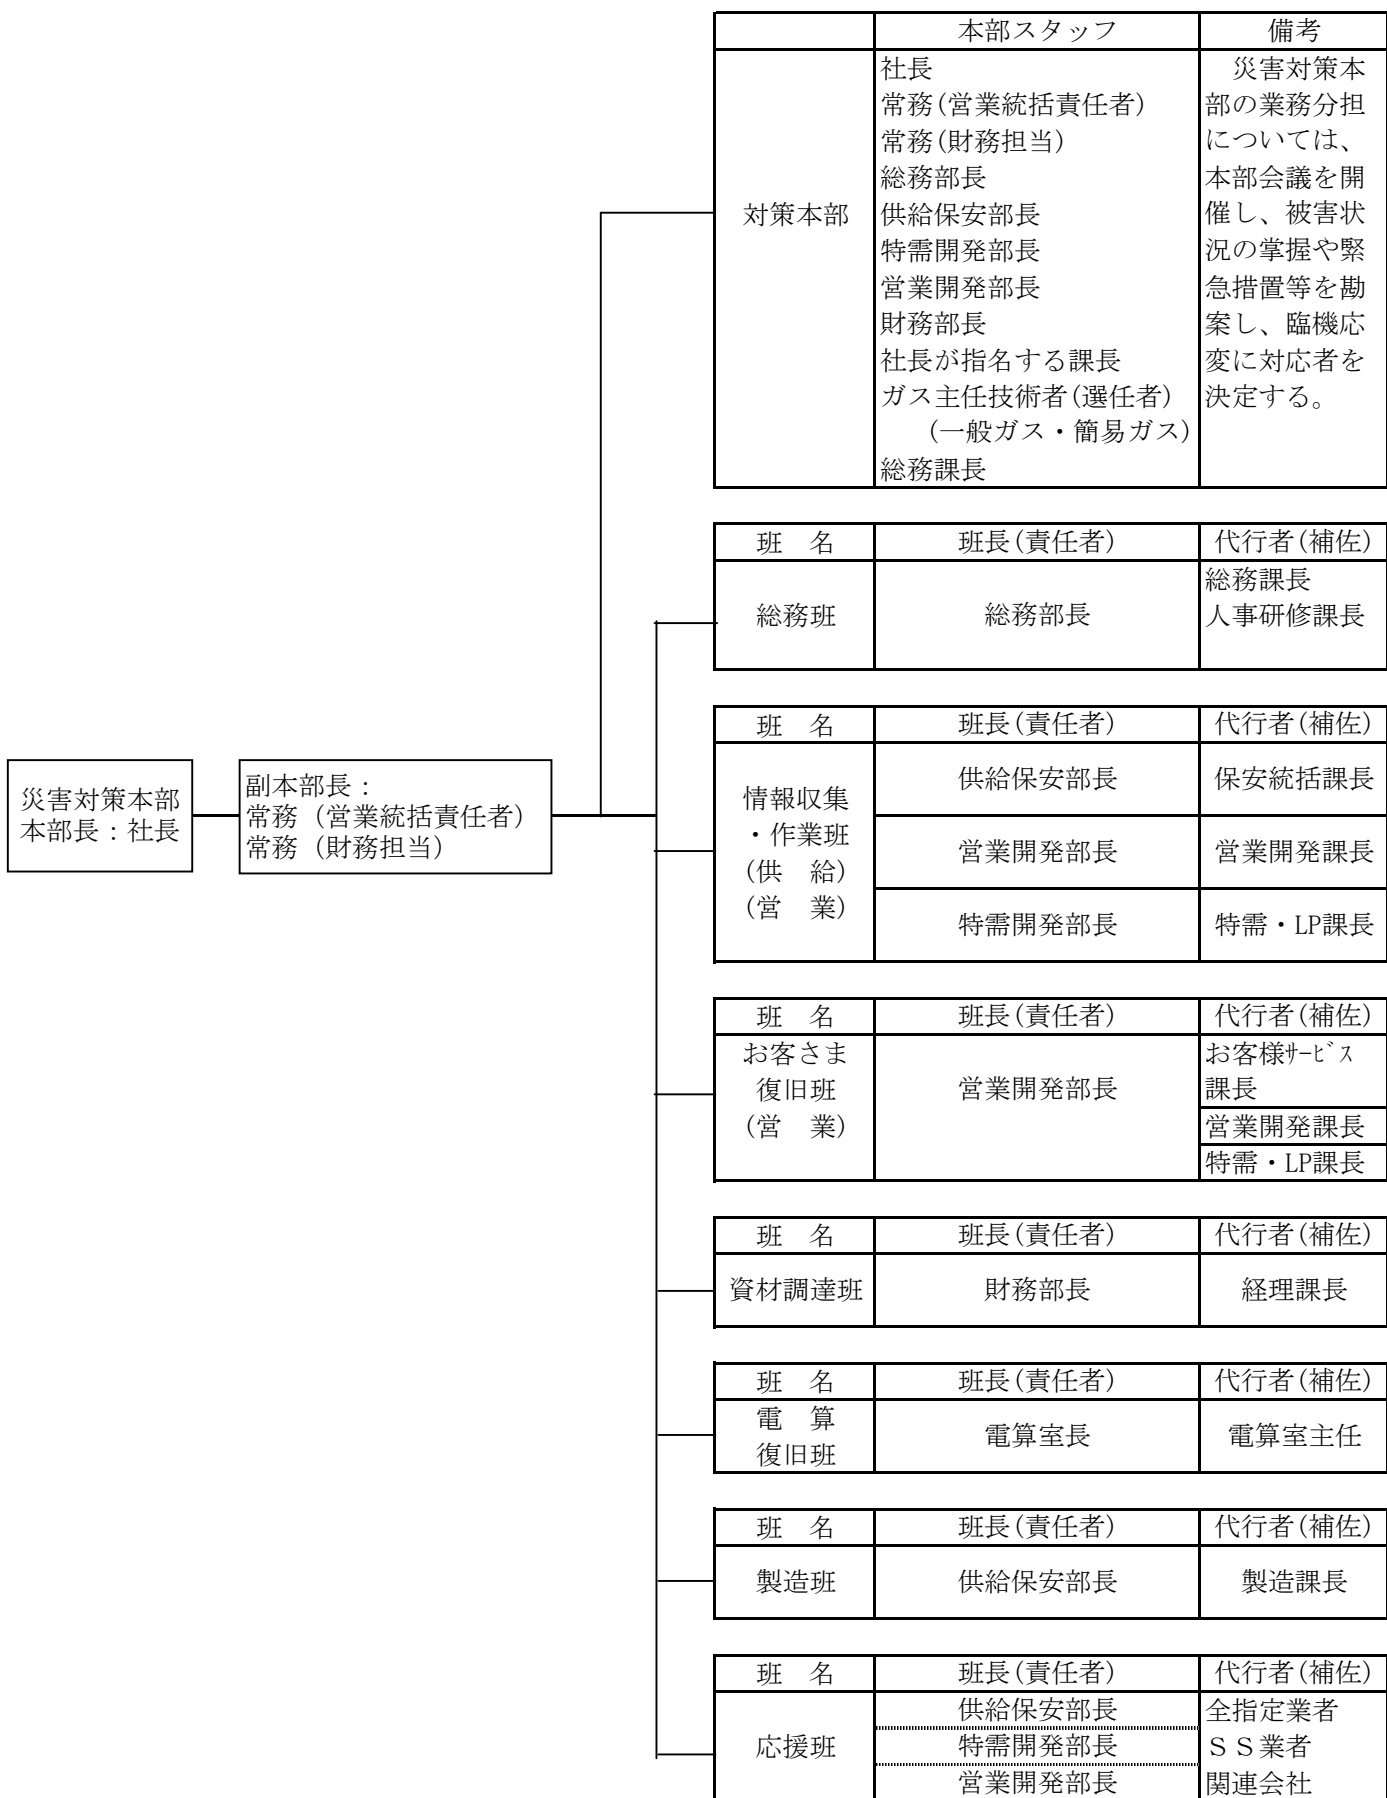 本部スタッフ 備考
対策本部
社長
常務(営業統括責任者)
常務(財務担当)
総務部長
供給保安部長
特需開発部長
営業開発部長
財務部長
社長が指名する課長
ガス主任技術者(選任者)
(一般ガス・簡易ガス)
総務課長
災害対策本
部の業務分担
については、
本部会議を開
催し、被害状
況の掌握や緊
急措置等を勘
案し、臨機応
変に対応者を
決定する。
班　名 班長(責任者) 代行者(補佐)
総務班 総務部長
総務課長
人事研修課長
災害対策本部
本部長：社長
副本部長：
常務（営業統括責任者）
常務（財務担当）
班　名 班長(責任者) 代行者(補佐)
情報収集
・作業班
(供　給)
(営　業)
供給保安部長 保安統括課長
営業開発部長 営業開発課長
特需開発部長 特需・LP課長
班　名 班長(責任者) 代行者(補佐)
お客さま
復旧班
(営　業)
営業開発部長
お客様ｻｰﾋﾞｽ
課長
営業開発課長
特需・LP課長
班　名 班長(責任者) 代行者(補佐)
資材調達班 財務部長 経理課長
班　名 班長(責任者) 代行者(補佐)
電　算
復旧班
電算室長 電算室主任
班　名 班長(責任者) 代行者(補佐)
製造班 供給保安部長 製造課長
班　名 班長(責任者) 代行者(補佐)
応援班
供給保安部長 全指定業者
特需開発部長 ＳＳ業者
営業開発部長 関連会社